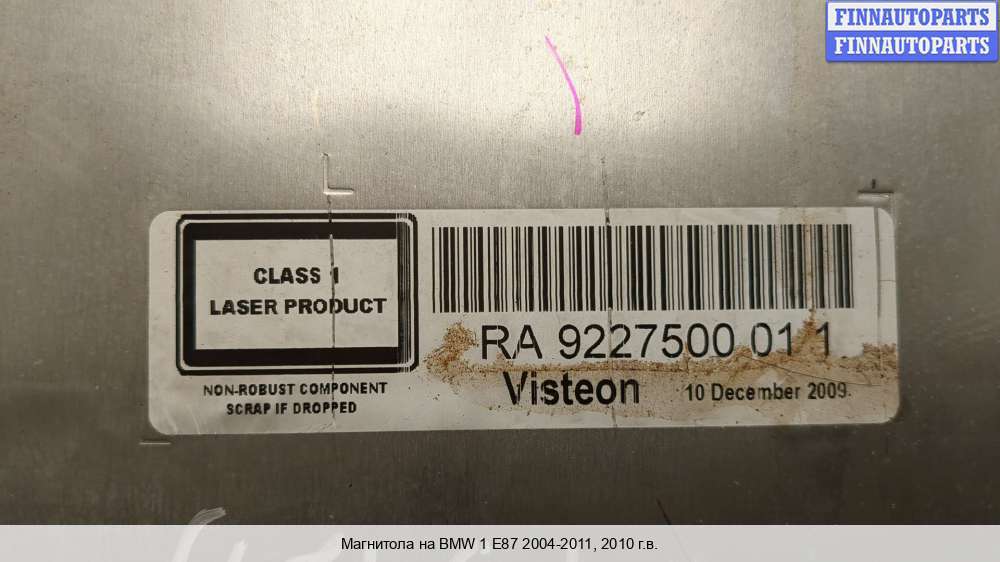 FINNAUTOPARTS
FINNAUTOPARTS
CLASS 1
LASER PRODUCT
NON-ROBUST COMPONENT
SCRAP IF DROPPED
RA 9227500 01 1
Visteon 10 December 2009
Магнитола на BMW 1 E87 2004-2011, 2010 г.в.